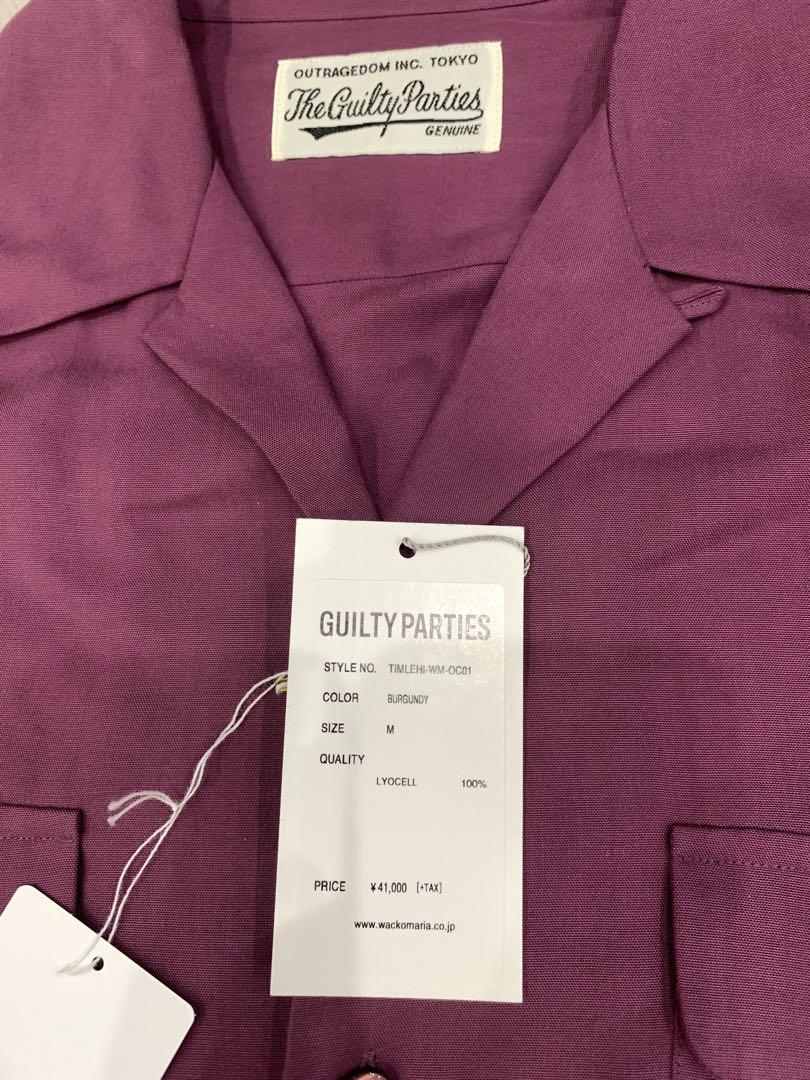 OUTRAGEDOM INC. TOKYO
The Guilty Parties
GENUINE
GUILTY PARTIES
STYLE NO. TIMLEHI-WM-OC01
COLOR BURGUNDY
SIZE M
QUALITY
LYOCELL 100%
PRICE ¥41,000 [+TAX]
www.wackomaria.co.jp